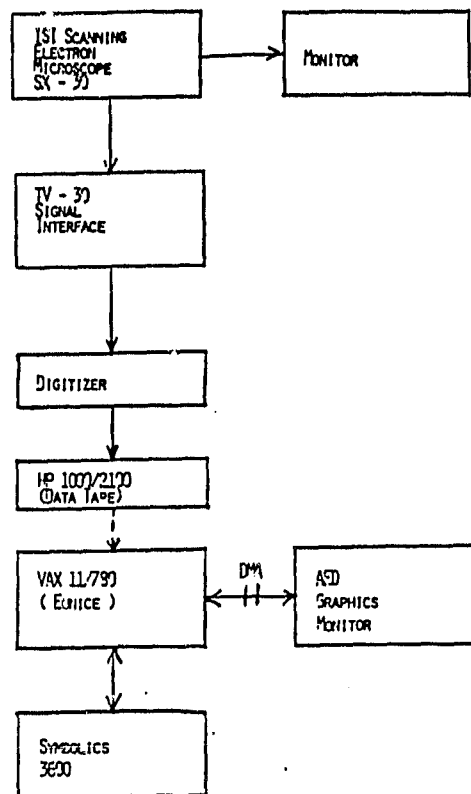 ISI SCANNING
ELECTRON
MICROSCOPE
SX - 30
MONITOR
TV - 30
SIGNAL
INTERFACE
DIGITIZER
HP 1000/2100
(DATA TAPE)
VAX 11/780
( EUNICE )
DMA
AED
GRAPHICS
MONITOR
SYMBOLICS
3600